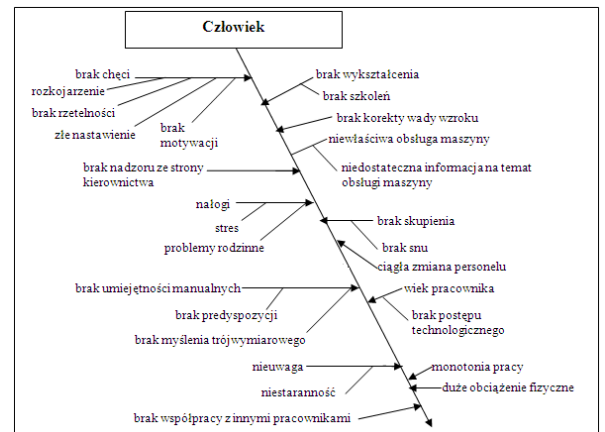 Człowiek
brak chęci
rozkojarzenie
brak rzetelności
złe nastawienie
brak
motywacji
brak wykształcenia
brak szkoleń
brak korekty wady wzroku
niewłaściwa obsługa maszyny
niedostateczna informacja na temat
obsługi maszyny
brak nadzoru ze strony
kierownictwa
nałogi
stres
problemy rodzinne
brak skupienia
brak snu
ciągła zmiana personelu
brak umiejętności manualnych
brak predyspozycji
brak myślenia trójwymiarowego
wiek pracownika
brak postępu
technologicznego
nieuwaga
niestaranność
monotonia pracy
duże obciążenie fizyczne
brak współpracy z innymi pracownikami